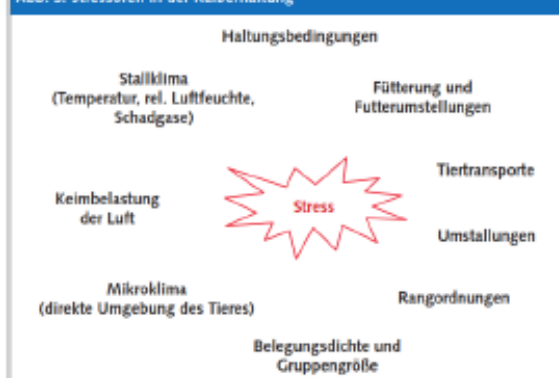 Haltungsbedingungen
Stallklima
(Temperatur, rel. Luftfeuchte,
Schadgase)
Fütterung und
Futterumstellungen
Tiertransporte
Keimbelastung
der Luft
Stress
Umstallungen
Mikroklima
(direkte Umgebung des Tieres)
Rangordnungen
Belegungsdichte und
Gruppengröße